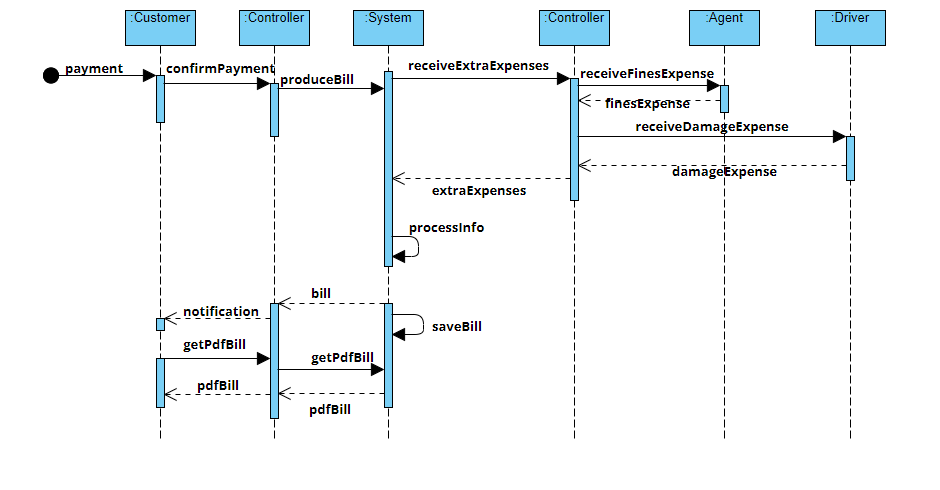 :Customer
:Controller
:System
:Controller
:Agent
:Driver
payment
confirmPayment
produceBill
receiveExtraExpenses
receiveFinesExpense
finesExpense
receiveDamageExpense
damageExpense
extraExpenses
processInfo
bill
notification
saveBill
getPdfBill
getPdfBill
pdfBill
pdfBill